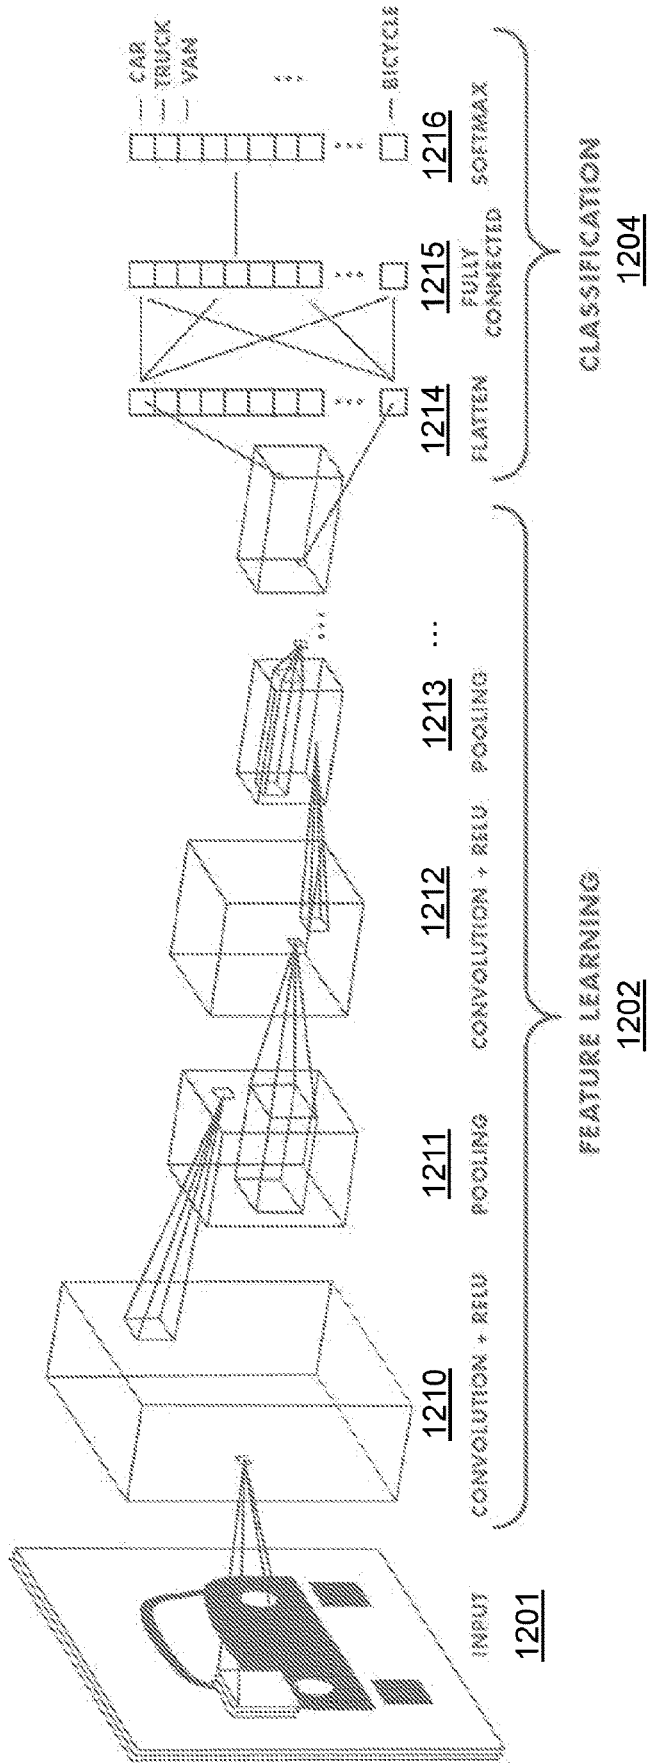 CAR
TRUCK
VAN
...
BICYCLE
INPUT
1201
1210
CONVOLUTION + RELU
1211
POOLING
1212
CONVOLUTION + RELU
1213
POOLING
...
1214
FLATTEN
1215
FULLY
CONNECTED
1216
SOFTMAX
FEATURE LEARNING
1202
CLASSIFICATION
1204